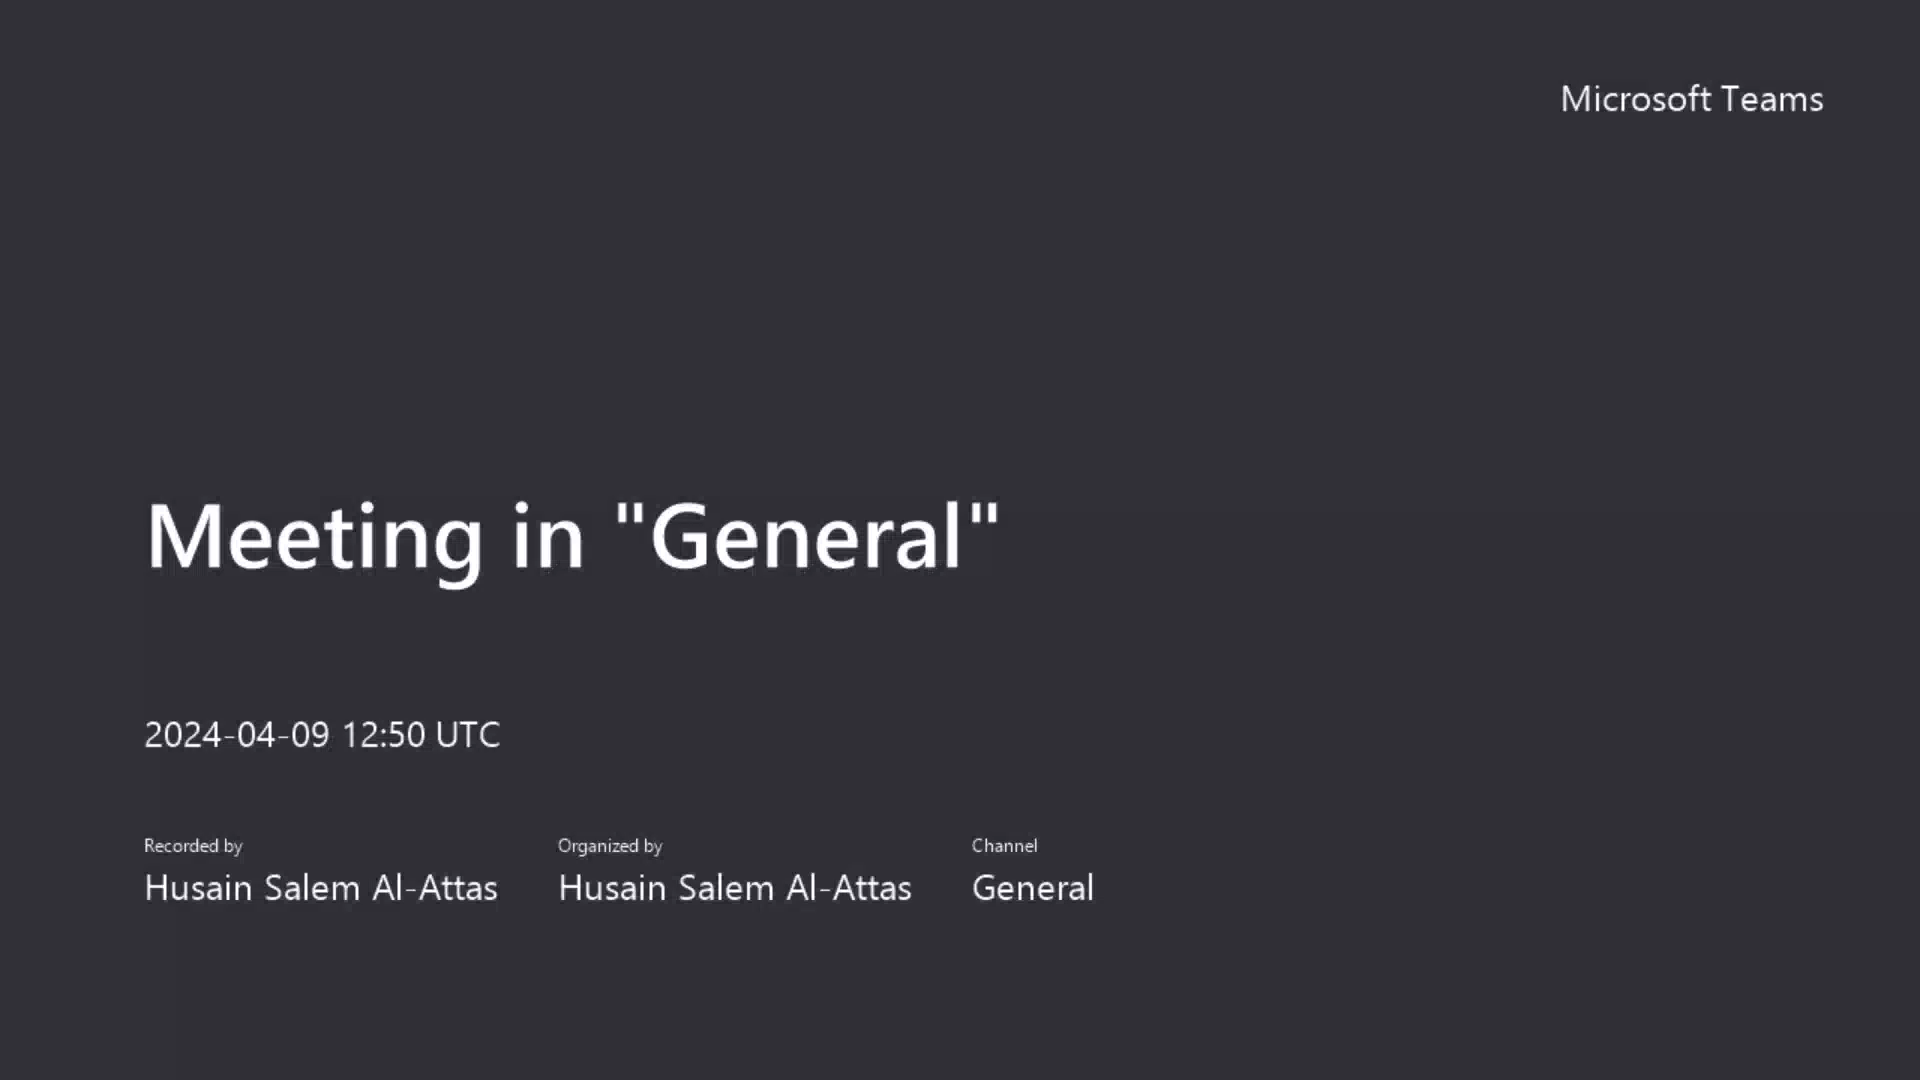 Microsoft Teams
Meeting in "General"
2024-04-09 12:50 UTC
Recorded by
Husain Salem Al-Attas
Organized by
Husain Salem Al-Attas
Channel
General